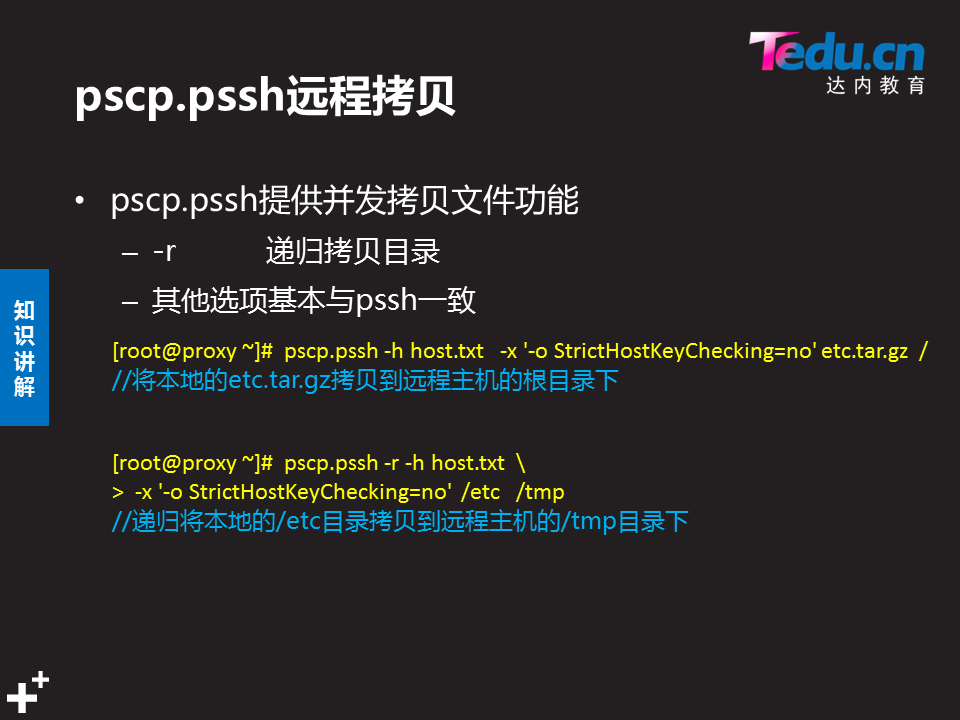 Tedu.cn
达内教育
pscp.pssh远程拷贝
• pscp.pssh提供并发拷贝文件功能
– -r 递归拷贝目录
– 其他选项基本与pssh一致
知识讲解
[root@proxy ~]# pscp.pssh -h host.txt -x '-o StrictHostKeyChecking=no' etc.tar.gz /
//将本地的etc.tar.gz拷贝到远程主机的根目录下
[root@proxy ~]# pscp.pssh -r -h host.txt \
> -x '-o StrictHostKeyChecking=no' /etc /tmp
//递归将本地的/etc目录拷贝到远程主机的/tmp目录下